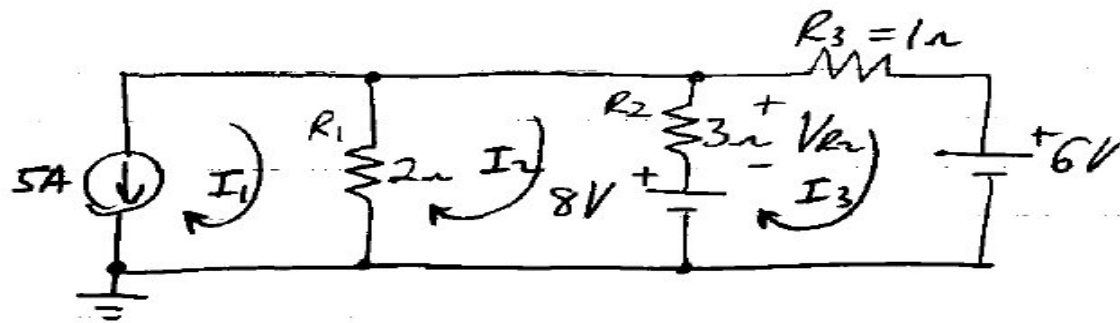 R3 = 1Ω
R1
R2
3Ω
+
VR2
-
+
6V
5A
I1
2Ω
I2
8V
+
I3